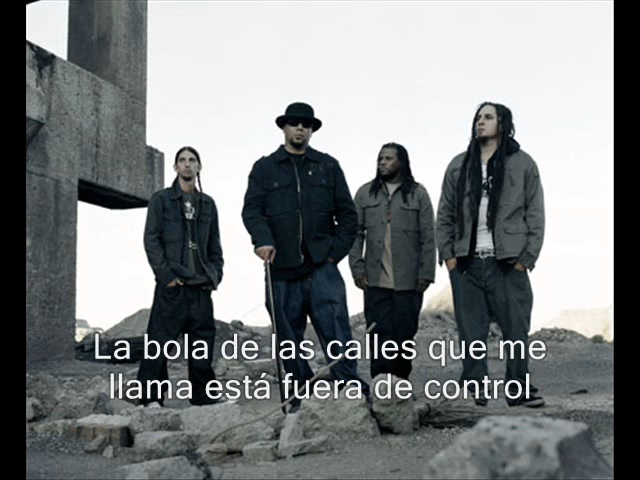 La bola de las calles que me
llama está fuera de control